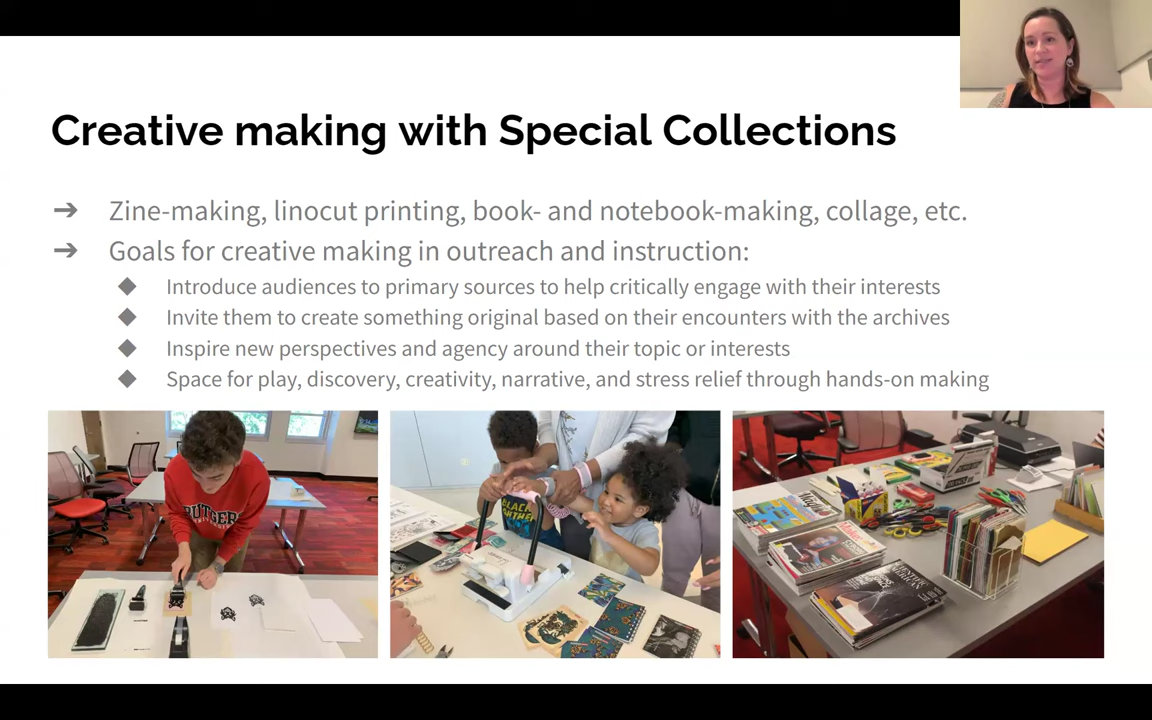 Creative making with Special Collections
➔ Zine-making, linocut printing, book- and notebook-making, collage, etc.
➔ Goals for creative making in outreach and instruction:
◆ Introduce audiences to primary sources to help critically engage with their interests
◆ Invite them to create something original based on their encounters with the archives
◆ Inspire new perspectives and agency around their topic or interests
◆ Space for play, discovery, creativity, narrative, and stress relief through hands-on making
RUTGERS
BLACK
PANTHER
SCIENTIFIC
AMERICAN